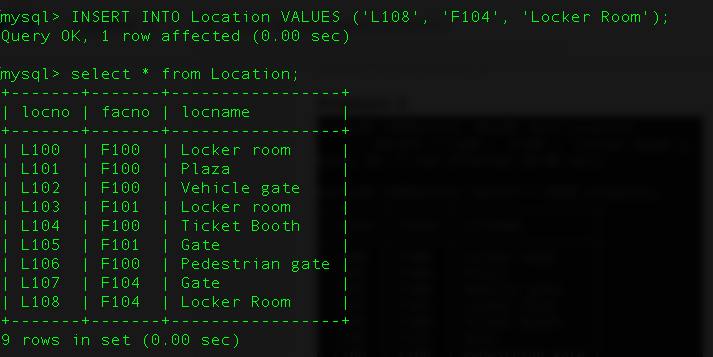 mysql> INSERT INTO Location VALUES ('L108', 'F104', 'Locker Room');
Query OK, 1 row affected (0.00 sec)
mysql> select * from Location;
+-------+-------+-----------------+
| locno | facno | locname         |
+-------+-------+-----------------+
| L100  | F100  | Locker room     |
| L101  | F100  | Plaza           |
| L102  | F100  | Vehicle gate    |
| L103  | F101  | Locker room     |
| L104  | F100  | Ticket Booth    |
| L105  | F101  | Gate            |
| L106  | F100  | Pedestrian gate |
| L107  | F104  | Gate            |
| L108  | F104  | Locker Room     |
+-------+-------+-----------------+
9 rows in set (0.00 sec)